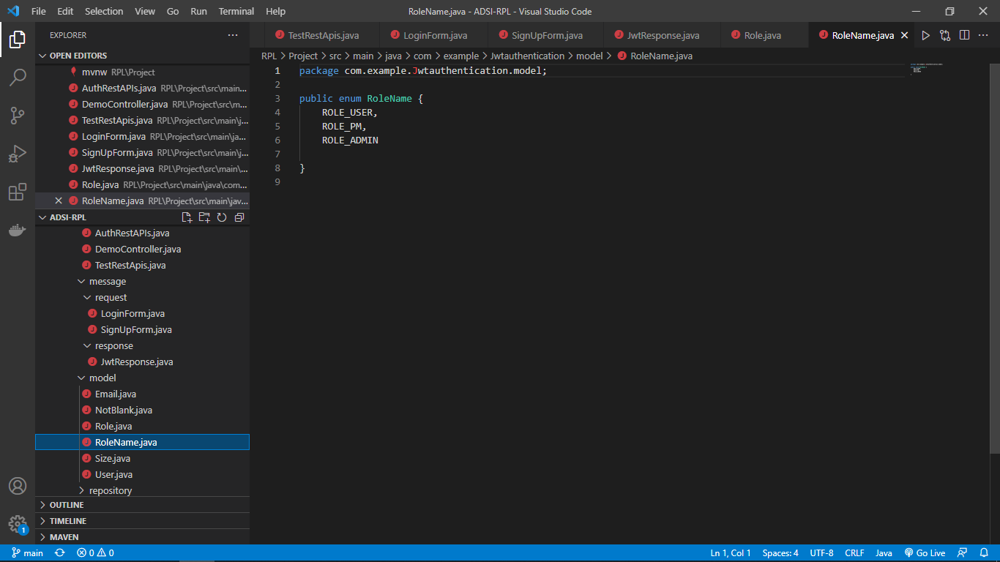 File Edit Selection View Go Run Terminal Help
RoleName.java - ADSI-RPL - Visual Studio Code
EXPLORER
OPEN EDITORS
mvnw RPL\Project
AuthRestAPIs.java RPL\Project\src\main...
DemoController.java RPL\Project\src\m...
TestRestApis.java RPL\Project\src\main\j...
LoginForm.java RPL\Project\src\main\ja...
SignUpForm.java RPL\Project\src\main\j...
JwtResponse.java RPL\Project\src\main\...
Role.java RPL\Project\src\main\java\com...
RoleName.java RPL\Project\src\main\jav...
ADSI-RPL
AuthRestAPIs.java
DemoController.java
TestRestApis.java
message
request
LoginForm.java
SignUpForm.java
response
JwtResponse.java
model
Email.java
NotBlank.java
Role.java
RoleName.java
Size.java
User.java
repository
OUTLINE
TIMELINE
MAVEN
TestRestApis.java LoginForm.java SignUpForm.java JwtResponse.java Role.java RoleName.java
RPL > Project > src > main > java > com > example > Jwtauthentication > model > RoleName.java
1 package com.example.Jwtauthentication.model;
2
3 public enum RoleName {
4 ROLE_USER,
5 ROLE_PM,
6 ROLE_ADMIN
7
8 }
9
1
main 0 0 Ln 1, Col 1 Spaces: 4 UTF-8 CRLF Java Go Live